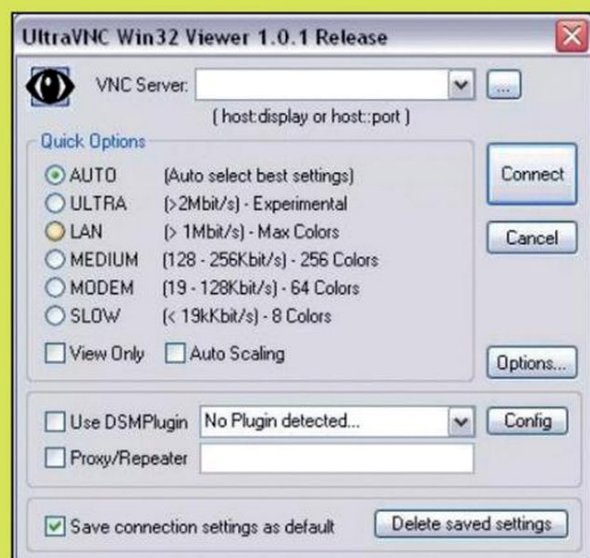 UltraVNC Win32 Viewer 1.0.1 Release
VNC Server: ...
( host:display or host::port )
Quick Options
AUTO (Auto select best settings)
ULTRA (>2Mbit/s) - Experimental
LAN (> 1Mbit/s) - Max Colors
MEDIUM (128 - 256Kbit/s) - 256 Colors
MODEM (19 - 128Kbit/s) - 64 Colors
SLOW (< 19kKbit/s) - 8 Colors
Connect
Cancel
View Only Auto Scaling
Options...
Use DSMPlugin No Plugin detected... Config
Proxy/Repeater
Save connection settings as default Delete saved settings